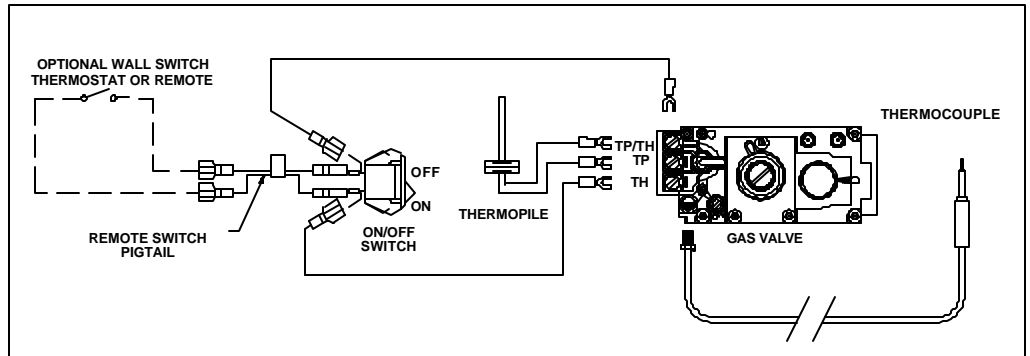 OPTIONAL WALL SWITCH
THERMOSTAT OR REMOTE
THERMOCOUPLE
TP/TH
TP
TH
OFF
ON
THERMOPILE
ON/OFF
SWITCH
GAS VALVE
REMOTE SWITCH
PIGTAIL